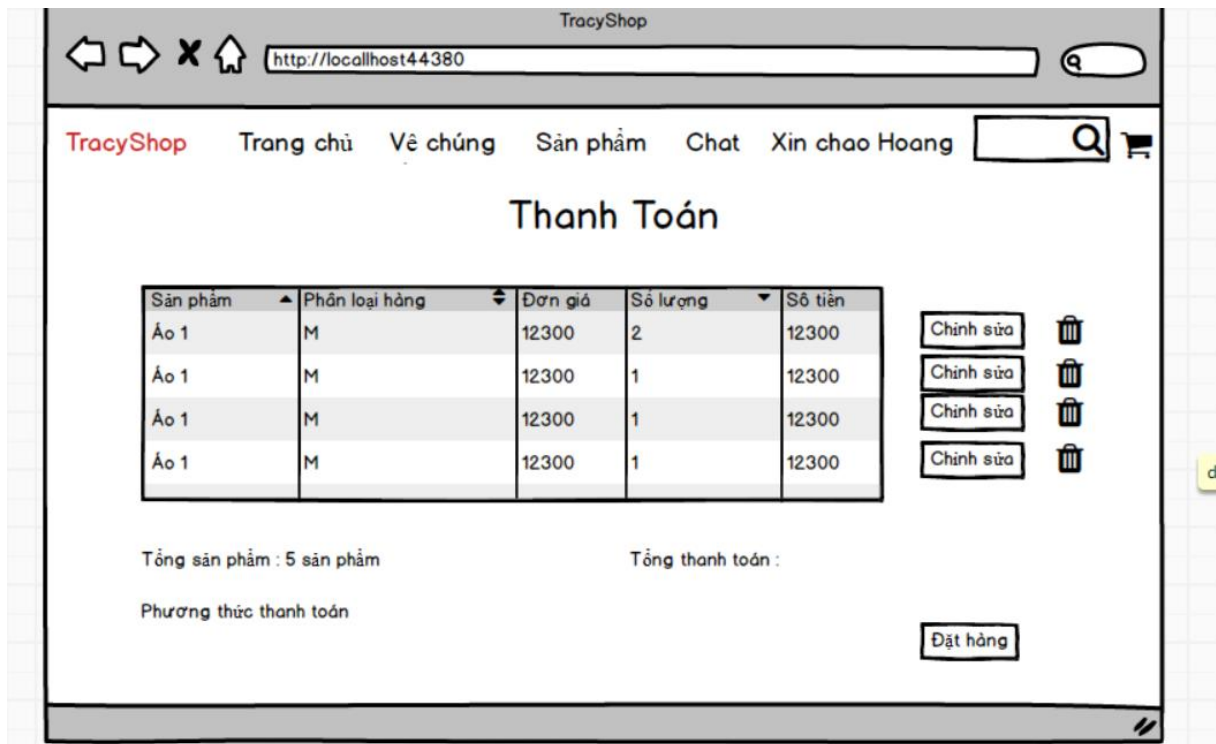 TracyShop
http://locallhost44380
TracyShop Trang chủ Vê chúng Sản phẩm Chat Xin chao Hoang
Thanh Toán
Sản phẩm Phân loại hàng Đơn giá Số lượng Số tiền
Áo 1 M 12300 2 12300 Chỉnh sửa
Áo 1 M 12300 1 12300 Chỉnh sửa
Áo 1 M 12300 1 12300 Chỉnh sửa
Áo 1 M 12300 1 12300 Chỉnh sửa
d
Tổng sản phẩm : 5 sản phẩm Tổng thanh toán :
Phương thức thanh toán
Đặt hàng